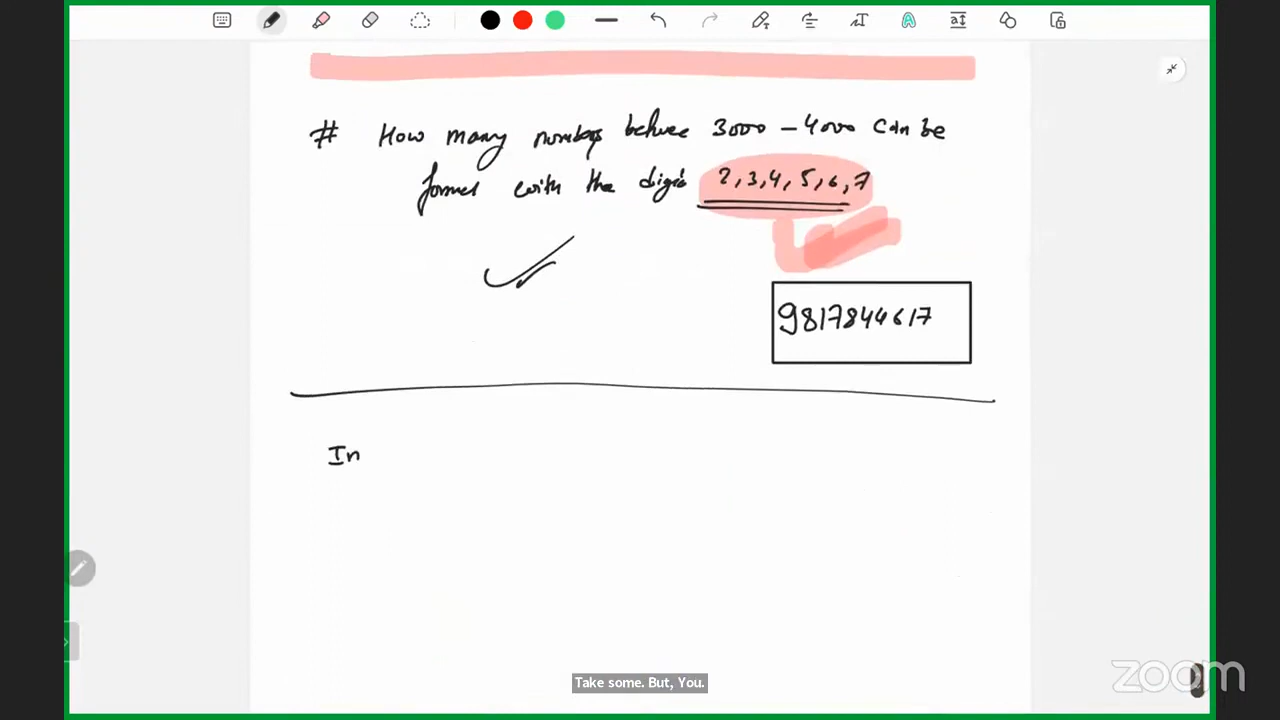 # How many numbers between 3000 - 4000 can be
formed with the digits 2, 3, 4, 5, 6, 7
9817844617
In
Take some. But, You.
zoom